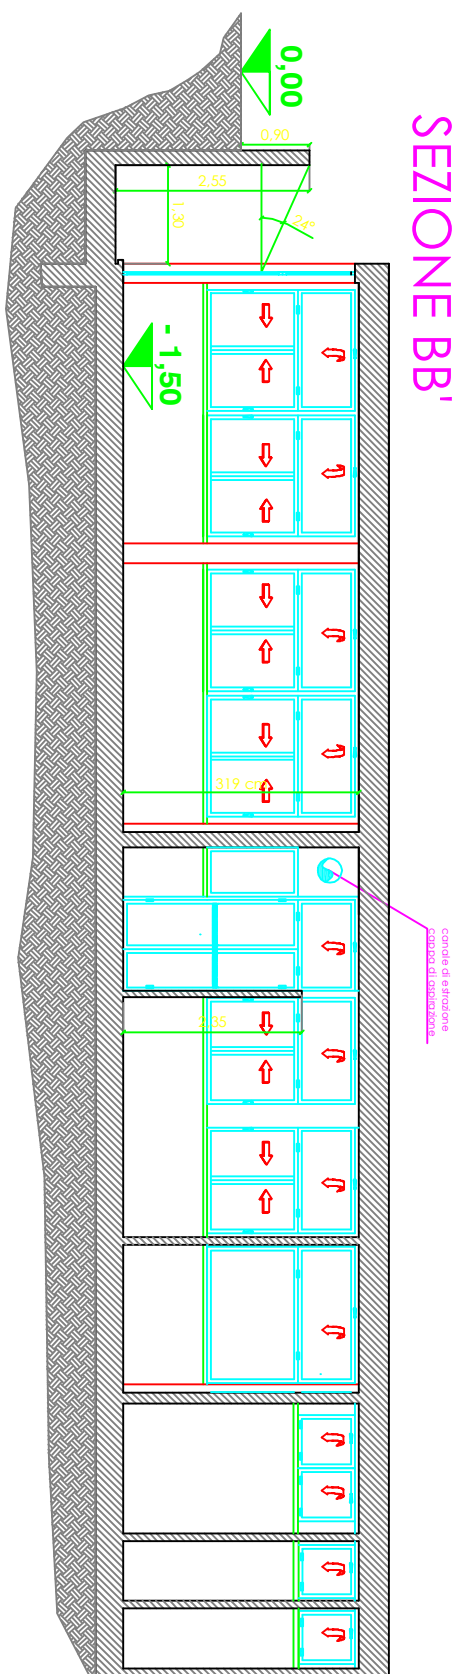 SEZIONE BB'
0,00
0,90
2,55
1,30
24°
- 1,50
319 cm
canale di estrazione
cappa di aspirazione
2,35